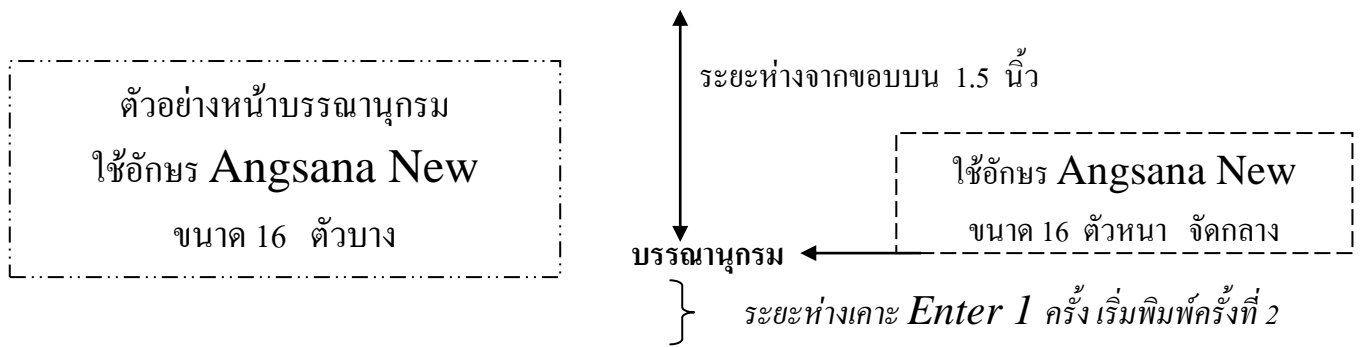 ระยะห่างจากขอบบน 1.5 นิ้ว
ตัวอย่างหน้าบรรณานุกรม
ใช้อักษร Angsana New
ขนาด 16 ตัวบาง
ใช้อักษร Angsana New
ขนาด 16 ตัวหนา จัดกลาง
บรรณานุกรม
ระยะห่างเคาะ Enter 1 ครั้ง เริ่มพิมพ์ครั้งที่ 2